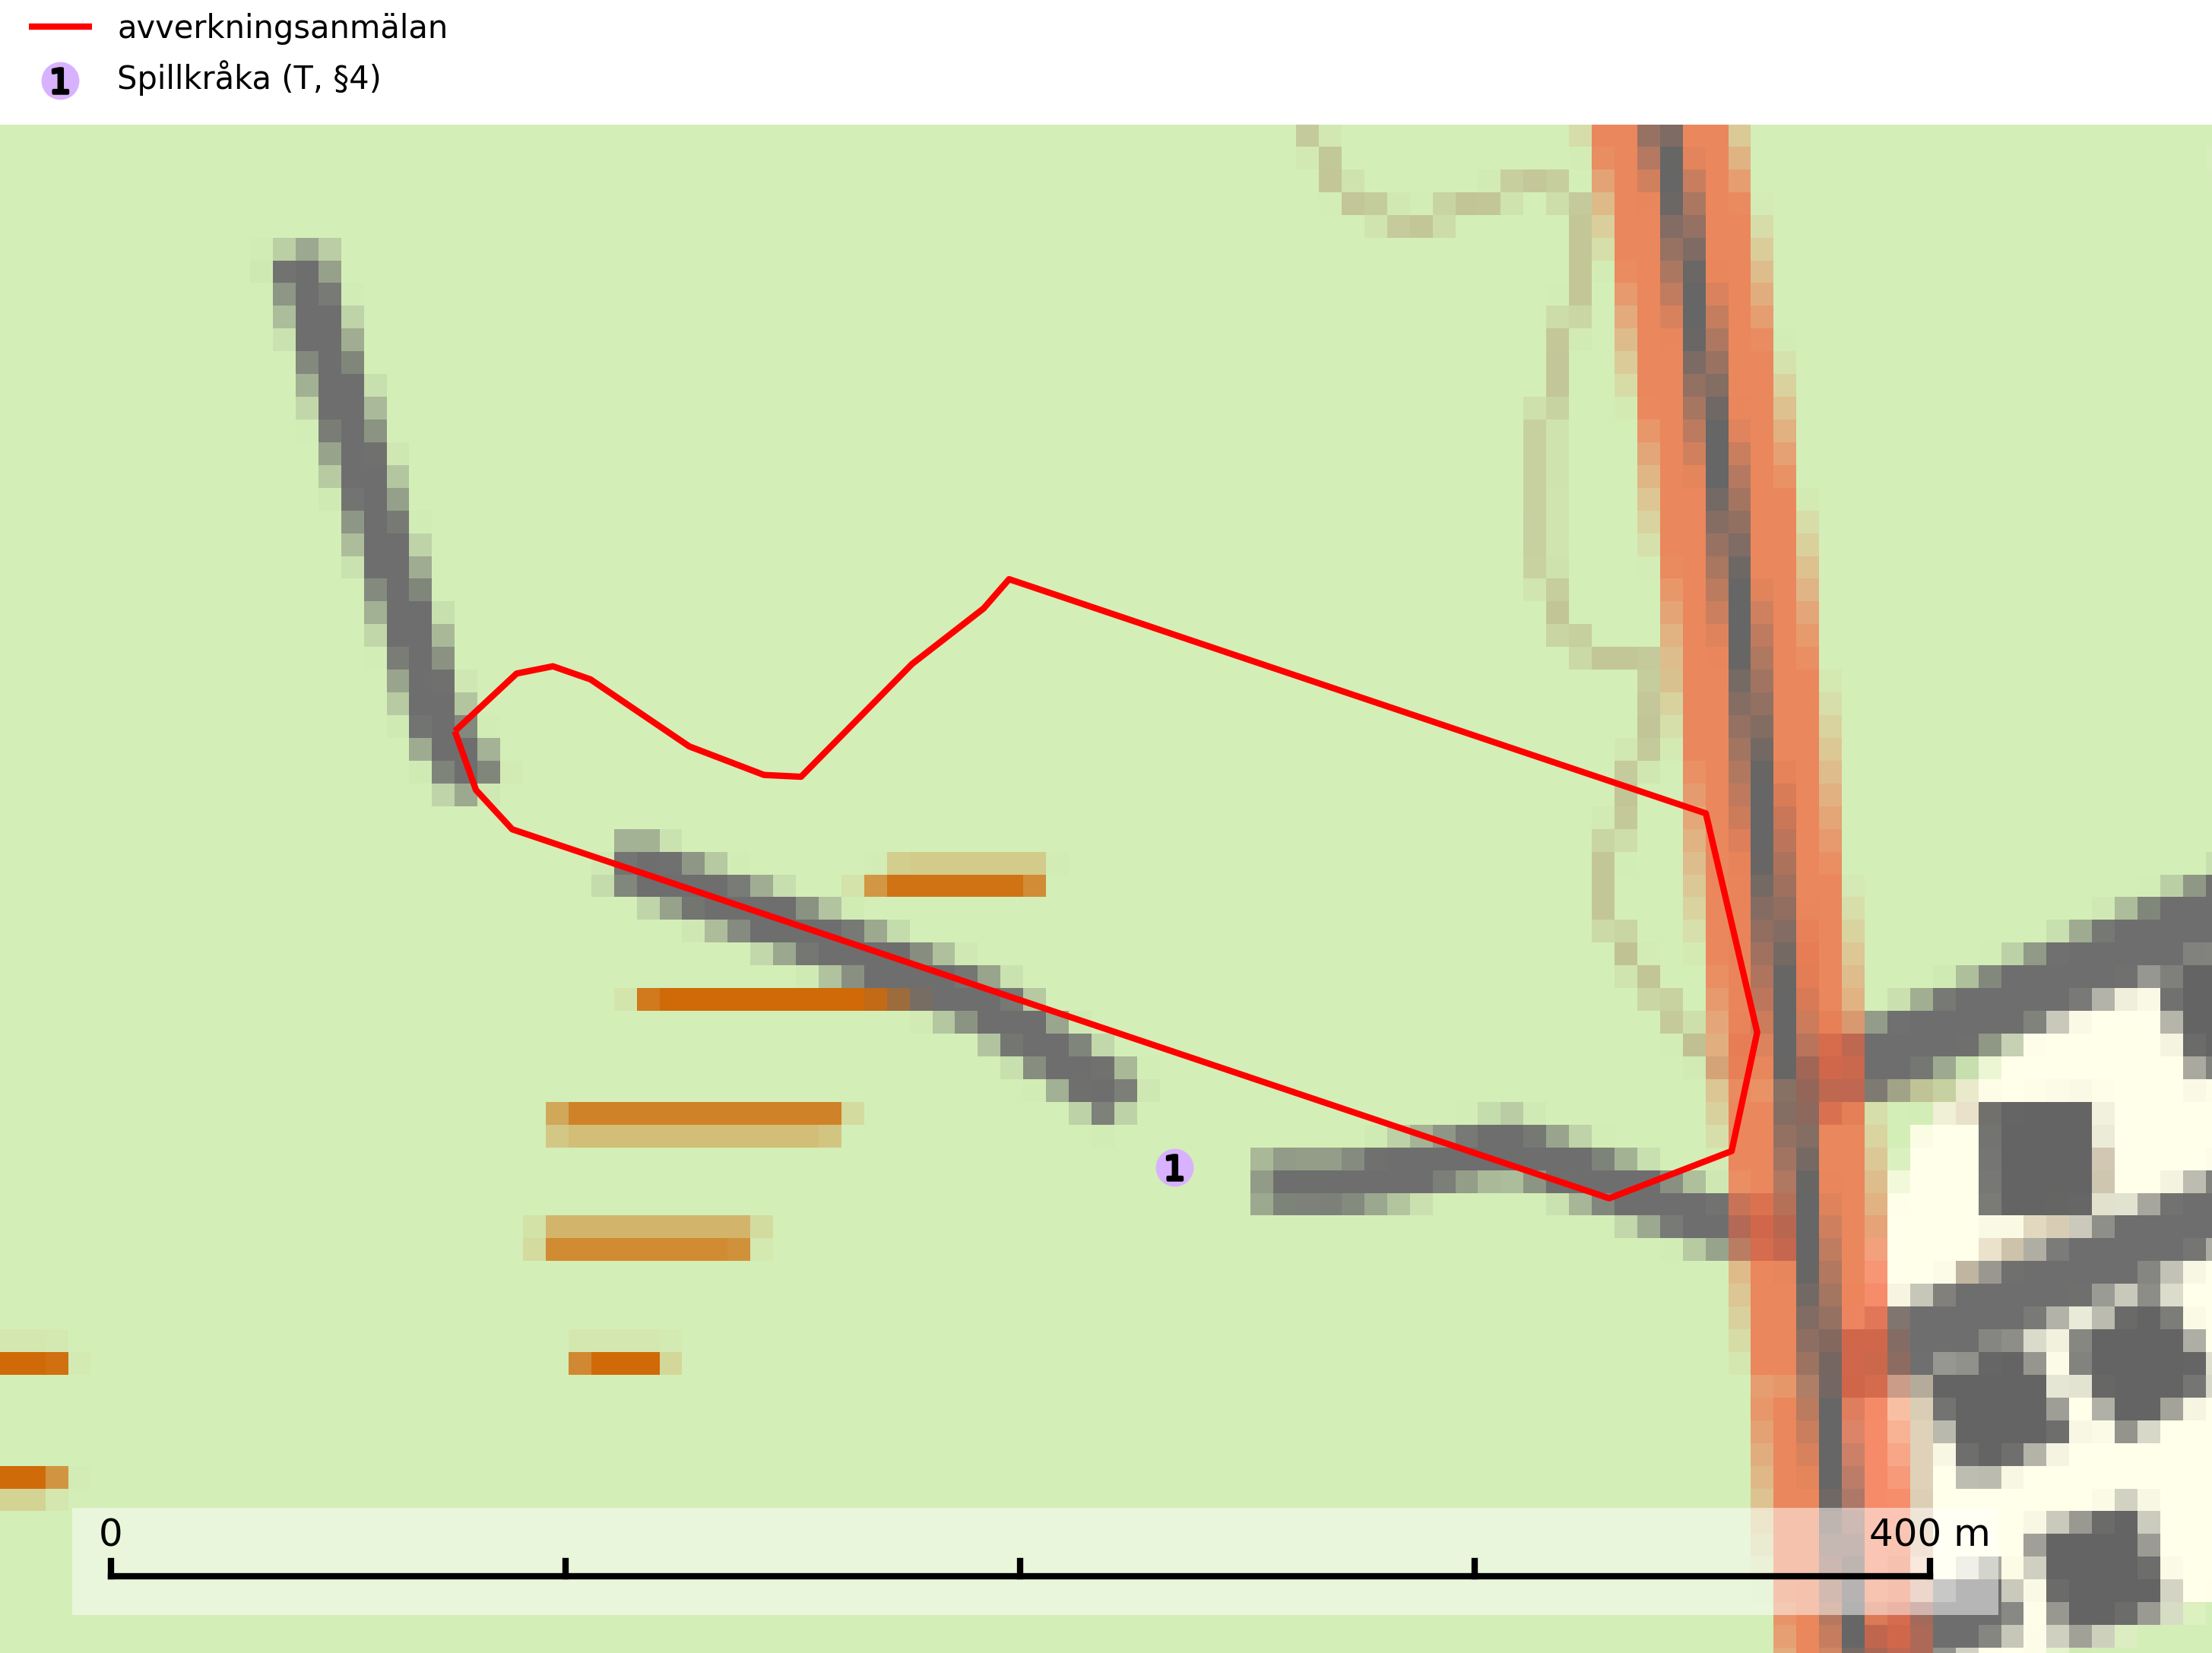 avverkningsanmälan
1 Spillkråka (T, §4)
1
0 400 m